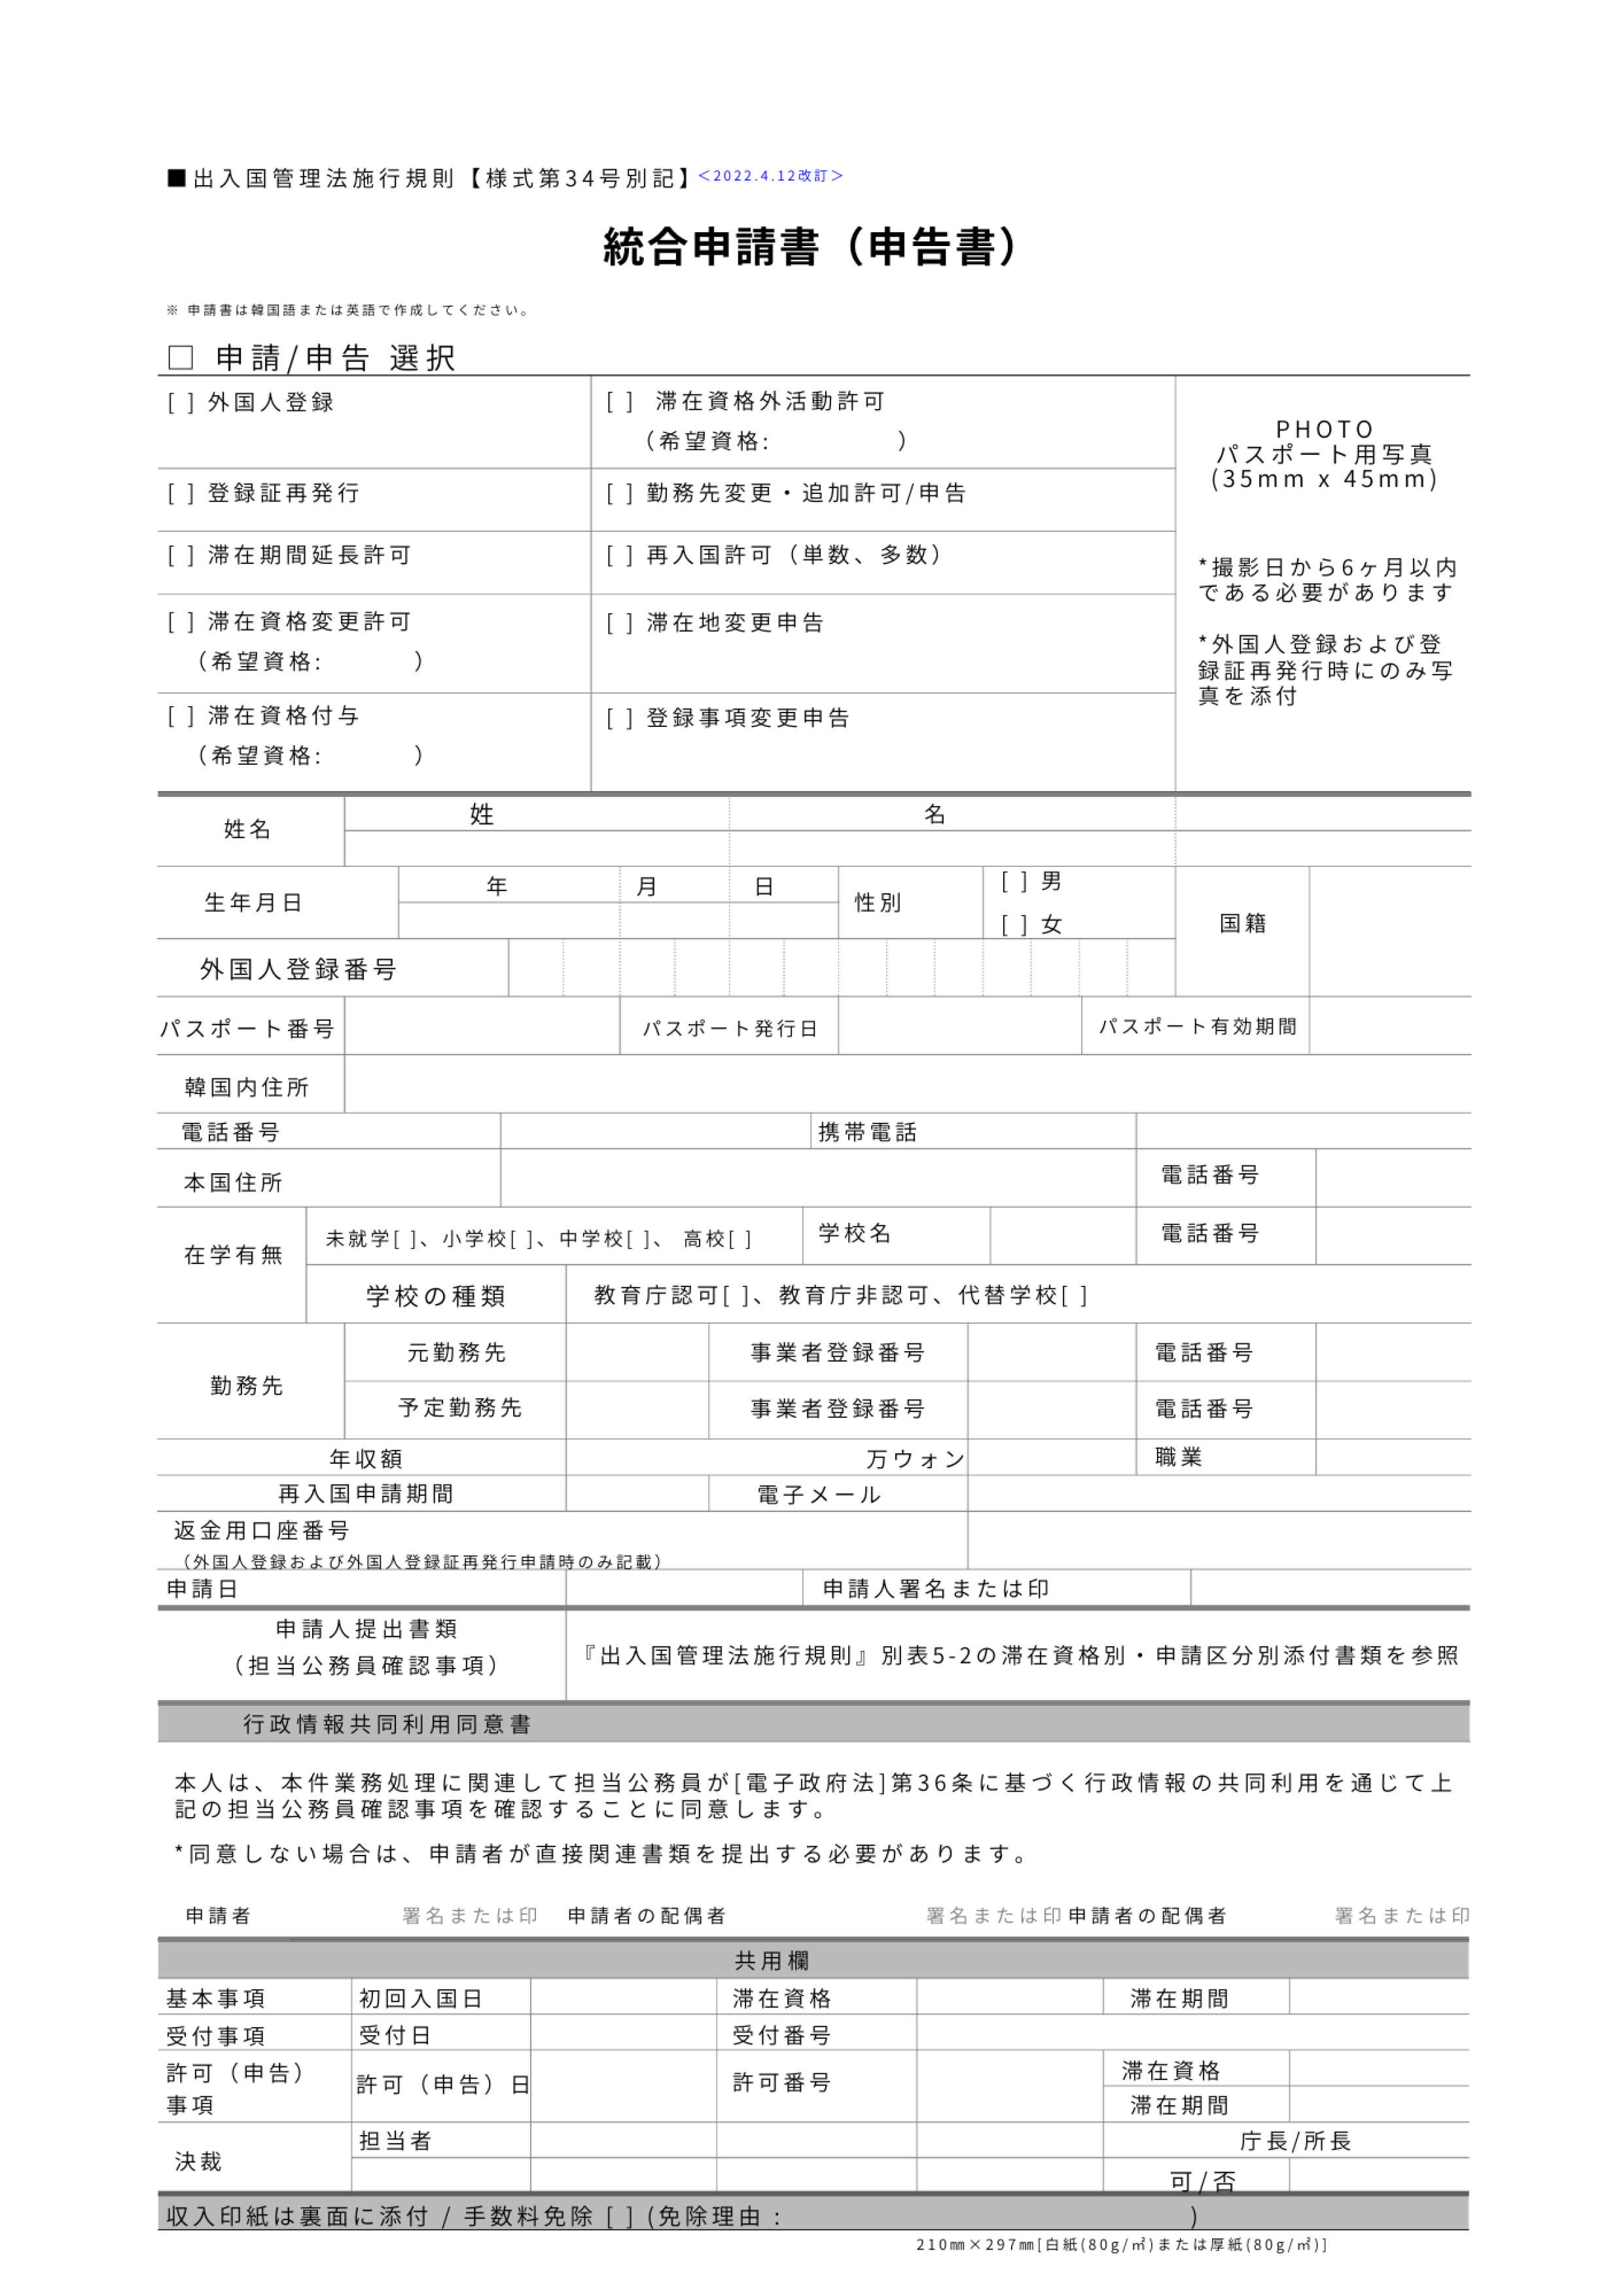 ■出入国管理法施行規則【様式第34号別記】<2022.4.12改訂>
統合申請書（申告書）
※ 申請書は韓国語または英語で作成してください。
□ 申請/申告 選択
[ ] 外国人登録
[ ] 滞在資格外活動許可
（希望資格: ）
PHOTO
パスポート用写真
(35mm x 45mm)
[ ] 登録証再発行
[ ] 勤務先変更・追加許可/申告
[ ] 滞在期間延長許可
[ ] 再入国許可（単数、多数）
*撮影日から6ヶ月以内
である必要があります
[ ] 滞在資格変更許可
（希望資格: ）
[ ] 滞在地変更申告
*外国人登録および登
録証再発行時にのみ写
真を添付
[ ] 滞在資格付与
（希望資格: ）
[ ] 登録事項変更申告
姓名
姓
名
生年月日
年
月
日
性別
[ ] 男
[ ] 女
国籍
外国人登録番号
パスポート番号
パスポート発行日
パスポート有効期間
韓国内住所
電話番号
携帯電話
本国住所
電話番号
在学有無
未就学[ ]、小学校[ ]、中学校[ ]、 高校[ ]
学校名
電話番号
学校の種類
教育庁認可[ ]、教育庁非認可、代替学校[ ]
勤務先
元勤務先
事業者登録番号
電話番号
予定勤務先
事業者登録番号
電話番号
年収額
万ウォン
職業
再入国申請期間
電子メール
返金用口座番号
（外国人登録および外国人登録証再発行申請時のみ記載）
申請日
申請人署名または印
申請人提出書類
（担当公務員確認事項）
『出入国管理法施行規則』別表5-2の滞在資格別・申請区分別添付書類を参照
行政情報共同利用同意書
本人は、本件業務処理に関連して担当公務員が[電子政府法]第36条に基づく行政情報の共同利用を通じて上
記の担当公務員確認事項を確認することに同意します。
*同意しない場合は、申請者が直接関連書類を提出する必要があります。
申請者 署名または印 申請者の配偶者 署名または印 申請者の配偶者 署名または印
共用欄
基本事項
初回入国日
滞在資格
滞在期間
受付事項
受付日
受付番号
許可（申告）
事項
許可（申告）日
許可番号
滞在資格
滞在期間
決裁
担当者
庁長/所長
可/否
収入印紙は裏面に添付 / 手数料免除 [ ] (免除理由 : )
210㎜×297㎜[白紙(80g/㎡)または厚紙(80g/㎡)]